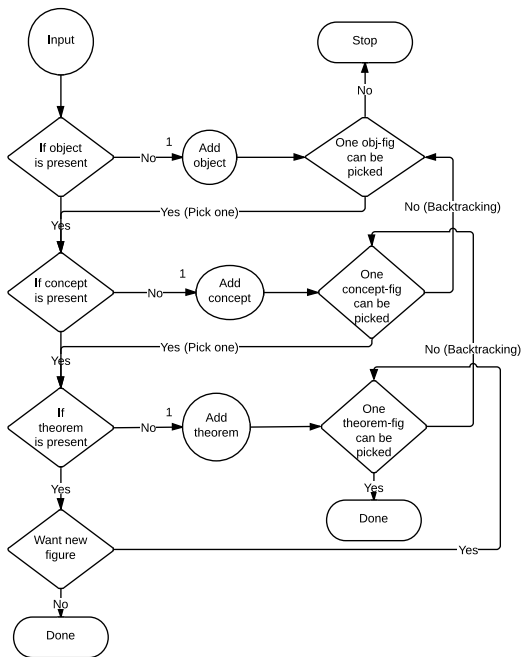 Input
Stop
No
If object
is present
No
1
Add
object
One obj-fig
can be
picked
No (Backtracking)
Yes (Pick one)
Yes
If concept
is present
No
1
Add
concept
One
concept-fig
can be
picked
No (Backtracking)
Yes (Pick one)
Yes
If
theorem
is present
No
1
Add
theorem
One
theorem-fig
can be
picked
Yes
Yes
Done
Want new
figure
Yes
No
Done